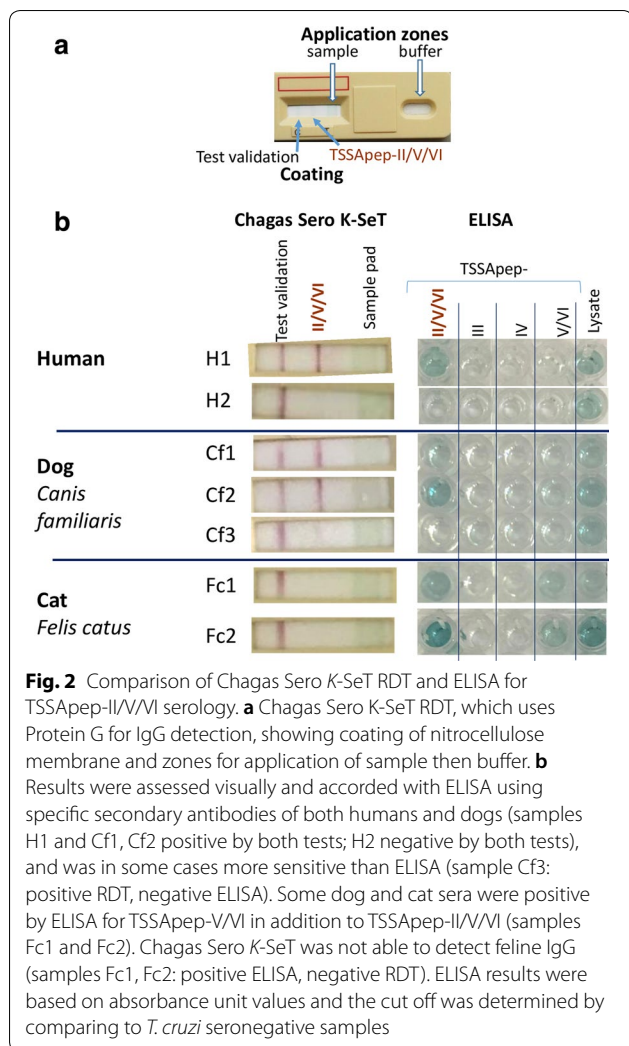 a
Application zones
sample buffer
Test validation TSSApep-II/V/VI
Coating
b
Chagas Sero K-SeT ELISA
TSSApep-
Test validation
II/V/VI
Sample pad
II/V/VI
III
IV
V/VI
Lysate
Human
H1
H2
Dog
Canis
familiaris
Cf1
Cf2
Cf3
Cat
Felis catus
Fc1
Fc2
Fig. 2 Comparison of Chagas Sero K-SeT RDT and ELISA for
TSSApep-II/V/VI serology. a Chagas Sero K-SeT RDT, which uses
Protein G for IgG detection, showing coating of nitrocellulose
membrane and zones for application of sample then buffer. b
Results were assessed visually and accorded with ELISA using
specific secondary antibodies of both humans and dogs (samples
H1 and Cf1, Cf2 positive by both tests; H2 negative by both tests),
and was in some cases more sensitive than ELISA (sample Cf3:
positive RDT, negative ELISA). Some dog and cat sera were positive
by ELISA for TSSApep-V/VI in addition to TSSApep-II/V/VI (samples
Fc1 and Fc2). Chagas Sero K-SeT was not able to detect feline IgG
(samples Fc1, Fc2: positive ELISA, negative RDT). ELISA results were
based on absorbance unit values and the cut off was determined by
comparing to T. cruzi seronegative samples